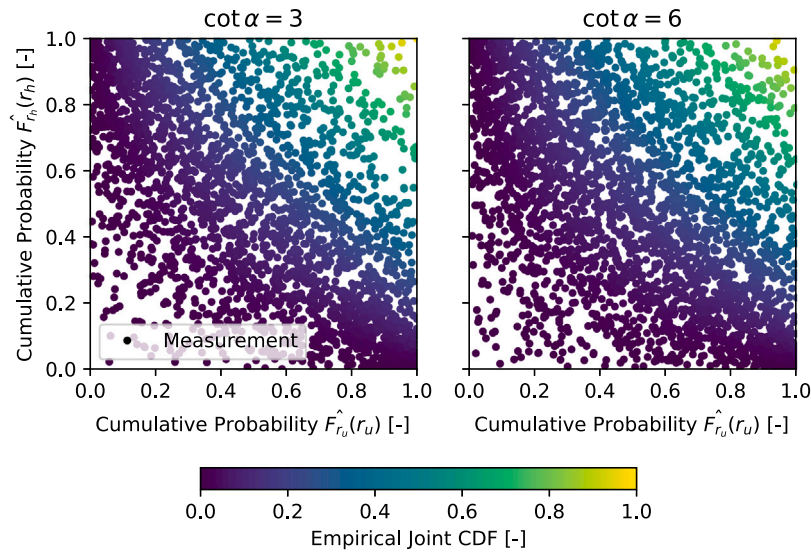 cot α = 3
cot α = 6
Cumulative Probability F̂_{r_h}(r_h) [-]
1.0
0.8
0.6
0.4
0.2
0.0
Measurement
0.0 0.2 0.4 0.6 0.8 1.0
0.0 0.2 0.4 0.6 0.8 1.0
Cumulative Probability F̂_{r_u}(r_u) [-]
Cumulative Probability F̂_{r_u}(r_u) [-]
0.0 0.2 0.4 0.6 0.8 1.0
Empirical Joint CDF [-]